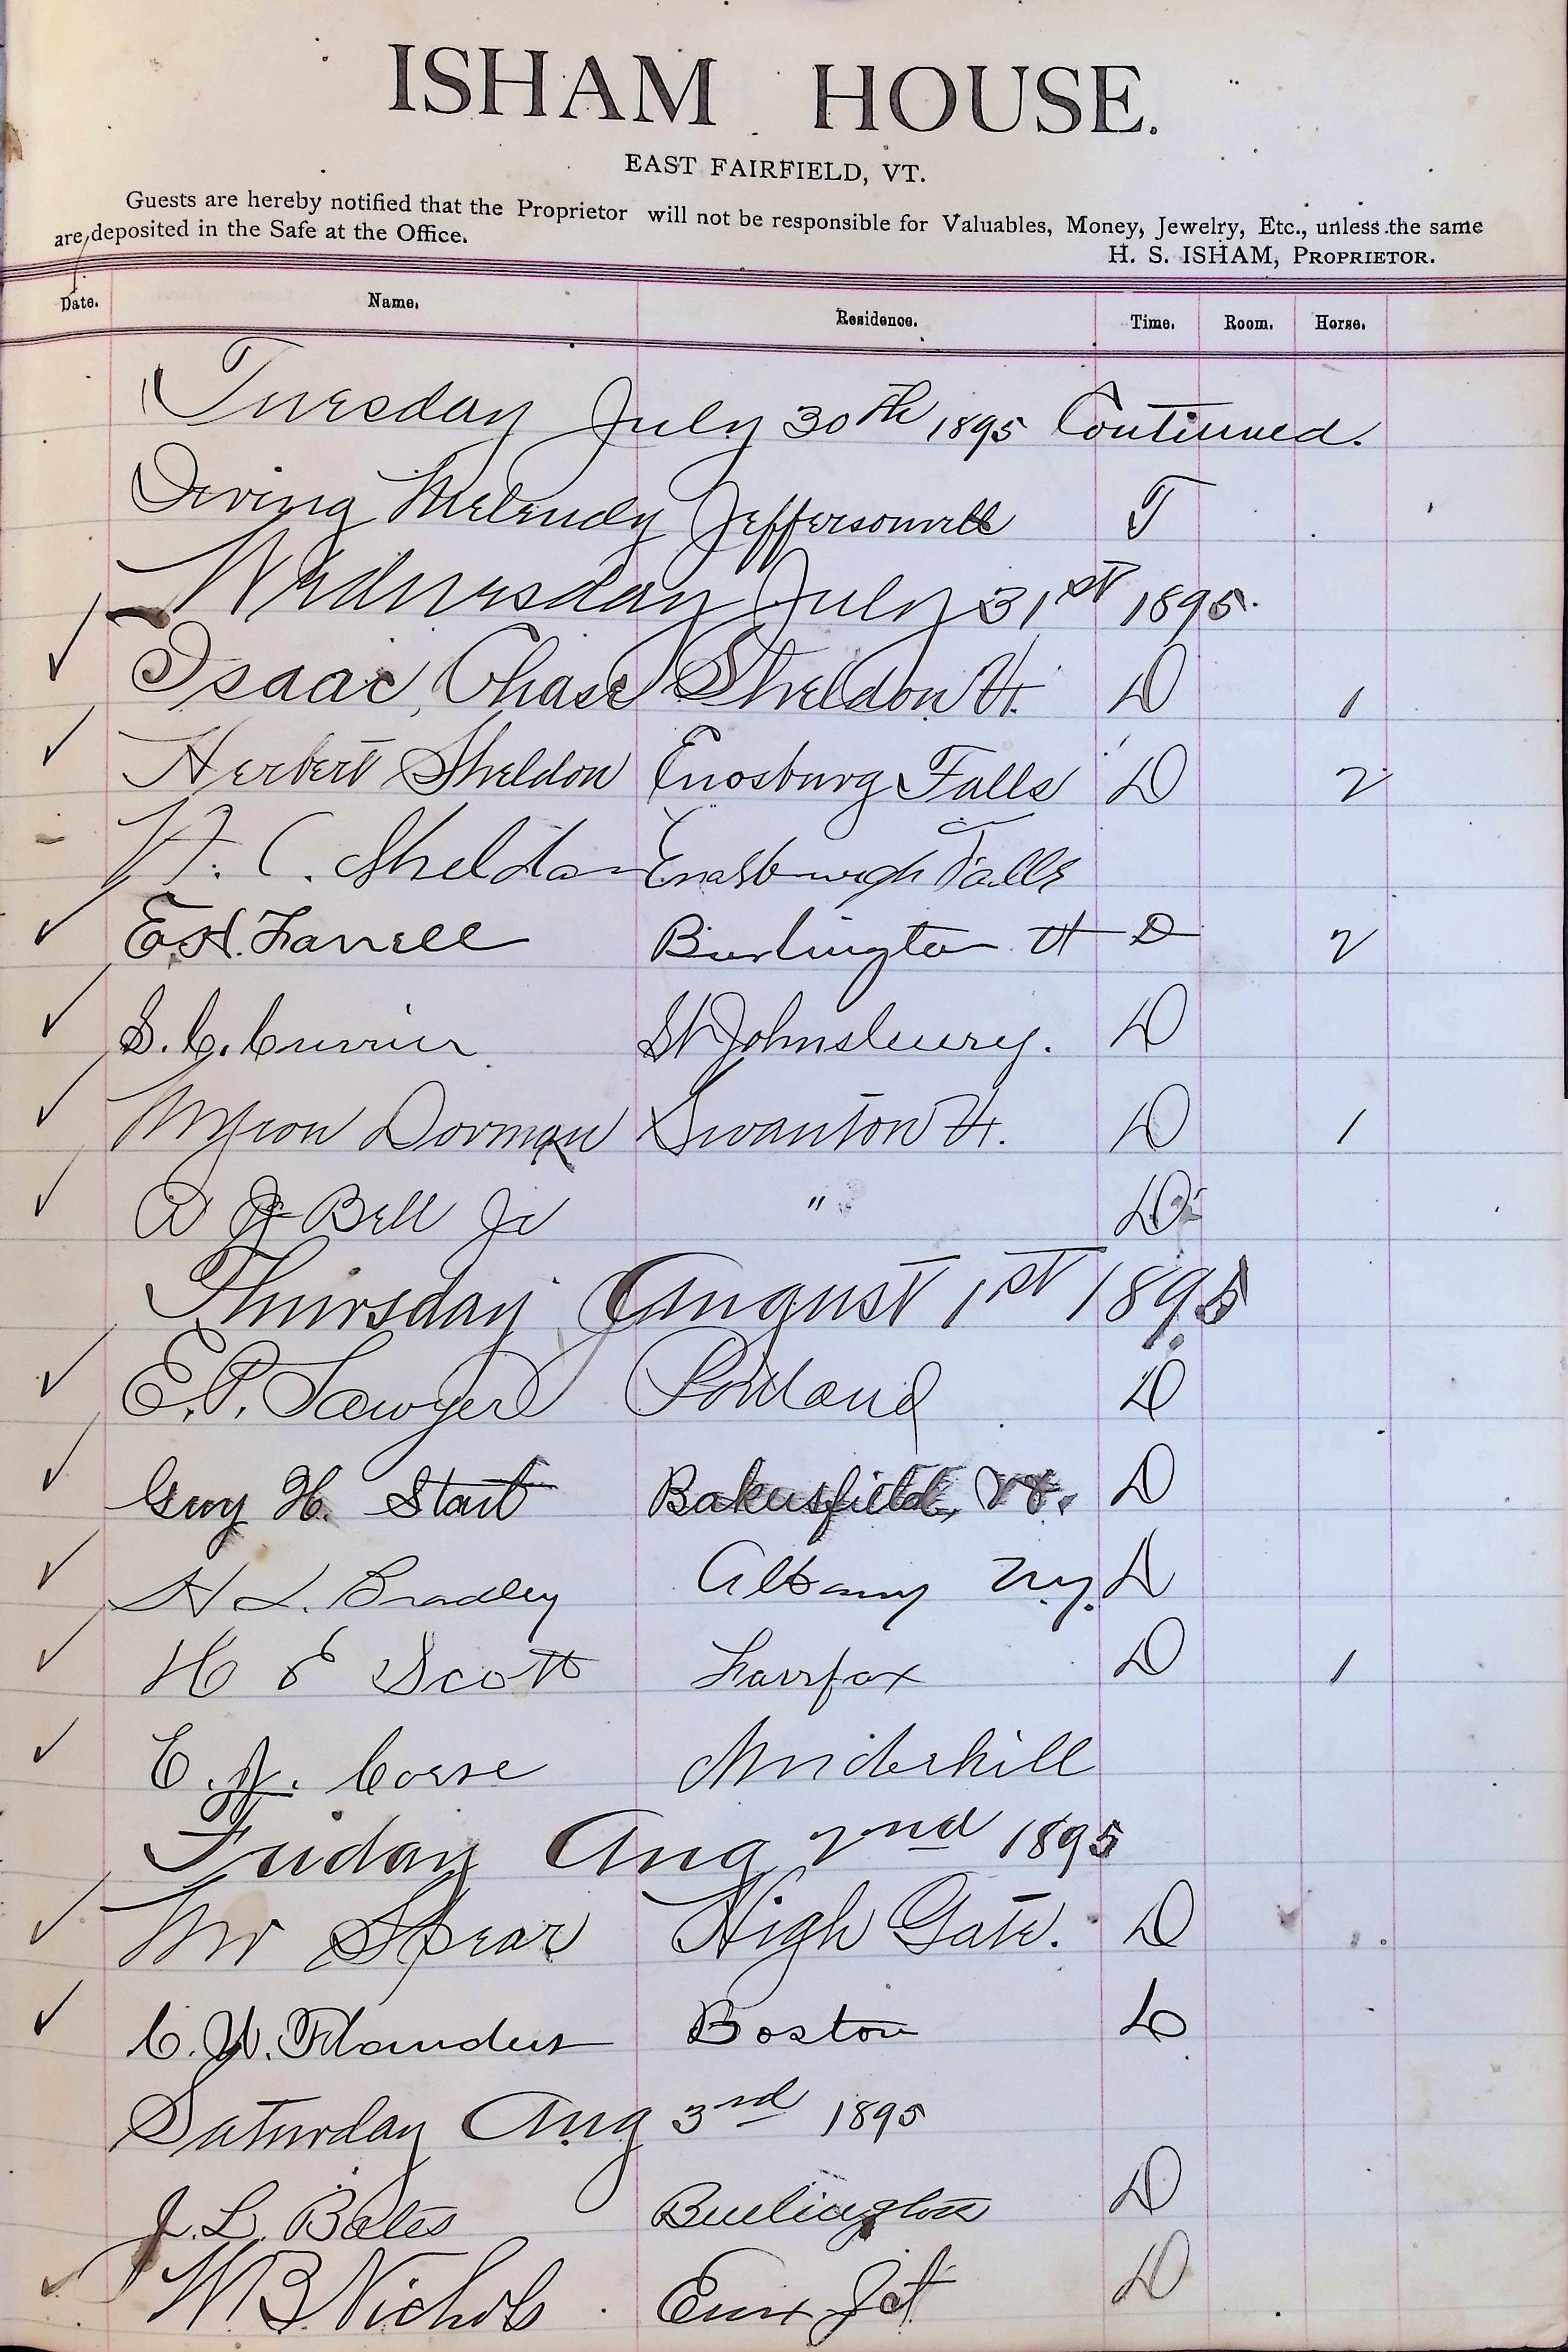 ISHAM HOUSE.
EAST FAIRFIELD, VT.
Guests are hereby notified that the Proprietor will not be responsible for Valuables, Money, Jewelry, Etc., unless the same
are deposited in the Safe at the Office.
H. S. ISHAM, PROPRIETOR.
Date. Name. Residence. Time. Room. Horse.
Tuesday July 30th 1895 Continued.
Irving Melendy Jeffersonville T
Wednesday July 31st 1895.
✓ Isaac Chase Sheldon Vt. D 1
✓ Herbert Sheldon Enosburg Falls D 2
C. Sheldon Enosburgh Falls
✓ E.H. Farrell Burlington Vt D 2
✓ S. C. Currier St Johnsbury. D
✓ Myron Dorman Swanton Vt. D 1
✓ Bell Jr " D
Thursday August 1st 1895
✓ E.P. Sawyer Portland D
✓ Guy H. Start Bakersfield, Vt. D
✓ H L. Bradley Albany N.Y. D
✓ H E Scott Fairfax D 1
✓ E. J. Corse Underhill
Friday Aug 2nd 1895
✓ Mr Spear High Gate. D
✓ C. W. Flanders Boston
Saturday Aug 3rd 1895
J. L. Bates Burlington D
✓ W B Nichols Essex Jct D